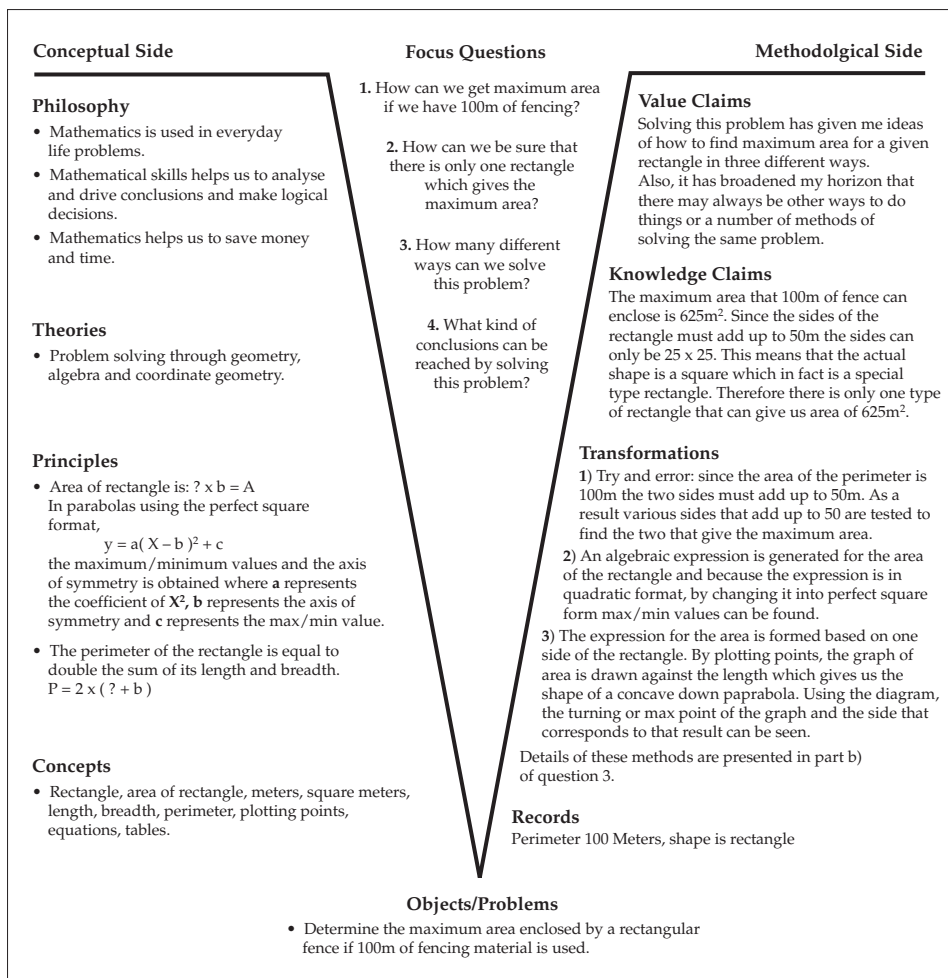 Conceptual Side
Philosophy
• Mathematics is used in everyday
life problems.
• Mathematical skills helps us to analyse
and drive conclusions and make logical
decisions.
• Mathematics helps us to save money
and time.
Theories
• Problem solving through geometry,
algebra and coordinate geometry.
Principles
• Area of rectangle is: ? x b = A
In parabolas using the perfect square
format,
y = a( X – b )² + c
the maximum/minimum values and the axis
of symmetry is obtained where a represents
the coefficient of X², b represents the axis of
symmetry and c represents the max/min value.
• The perimeter of the rectangle is equal to
double the sum of its length and breadth.
P = 2 x ( ? + b )
Concepts
• Rectangle, area of rectangle, meters, square meters,
length, breadth, perimeter, plotting points,
equations, tables.
Focus Questions
1. How can we get maximum area
if we have 100m of fencing?
2. How can we be sure that
there is only one rectangle
which gives the
maximum area?
3. How many different
ways can we solve
this problem?
4. What kind of
conclusions can be
reached by solving
this problem?
Methodolgical Side
Value Claims
Solving this problem has given me ideas
of how to find maximum area for a given
rectangle in three different ways.
Also, it has broadened my horizon that
there may always be other ways to do
things or a number of methods of
solving the same problem.
Knowledge Claims
The maximum area that 100m of fence can
enclose is 625m². Since the sides of the
rectangle must add up to 50m the sides can
only be 25 x 25. This means that the actual
shape is a square which in fact is a special
type rectangle. Therefore there is only one type
of rectangle that can give us area of 625m².
Transformations
1) Try and error: since the area of the perimeter is
100m the two sides must add up to 50m. As a
result various sides that add up to 50 are tested to
find the two that give the maximum area.
2) An algebraic expression is generated for the area
of the rectangle and because the expression is in
quadratic format, by changing it into perfect square
form max/min values can be found.
3) The expression for the area is formed based on one
side of the rectangle. By plotting points, the graph of
area is drawn against the length which gives us the
shape of a concave down paprabola. Using the diagram,
the turning or max point of the graph and the side that
corresponds to that result can be seen.
Details of these methods are presented in part b)
of question 3.
Records
Perimeter 100 Meters, shape is rectangle
Objects/Problems
• Determine the maximum area enclosed by a rectangular
fence if 100m of fencing material is used.